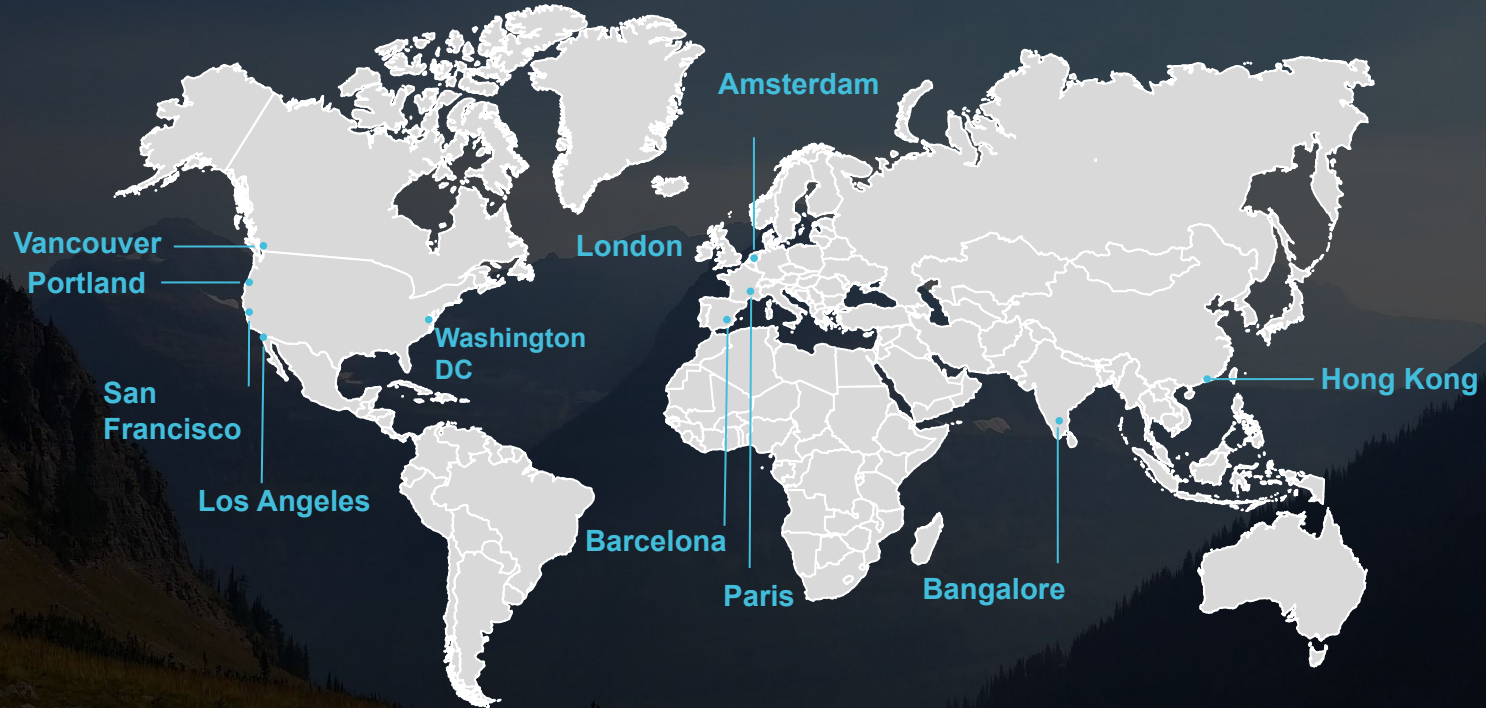 Amsterdam
Vancouver
London
Portland
Washington
DC
San
Francisco
Hong Kong
Los Angeles
Barcelona
Paris
Bangalore